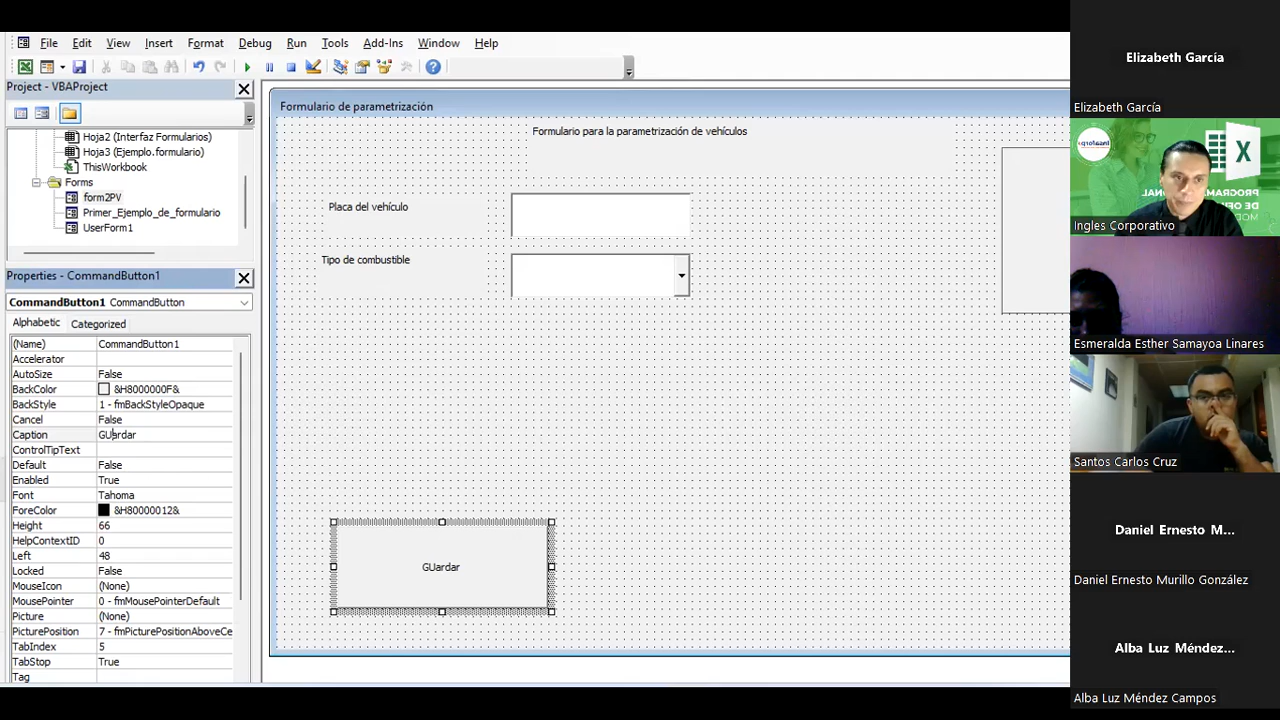 File Edit View Insert Format Debug Run Tools Add-Ins Window Help
Project - VBAProject
Hoja2 (Interfaz Formularios)
Hoja3 (Ejemplo.formulario)
ThisWorkbook
Forms
form2PV
Primer_Ejemplo_de_formulario
UserForm1
Properties - CommandButton1
CommandButton1 CommandButton
Alphabetic Categorized
(Name) CommandButton1
Accelerator
AutoSize False
BackColor &H8000000F&
BackStyle 1 - fmBackStyleOpaque
Cancel False
Caption GUardar
ControlTipText
Default False
Enabled True
Font Tahoma
ForeColor &H80000012&
Height 66
HelpContextID 0
Left 48
Locked False
MouseIcon (None)
MousePointer 0 - fmMousePointerDefault
Picture (None)
PicturePosition 7 - fmPicturePositionAboveCe
TabIndex 5
TabStop True
Tag
Formulario de parametrización
Formulario para la parametrización de vehículos
Placa del vehículo
Tipo de combustible
GUardar
Elizabeth García
Elizabeth García
X
PROGRAMA
DE OFI
MOD
ONAL
Ingles Corporativo
Esmeralda Esther Samayoa Linares
Santos Carlos Cruz
Daniel Ernesto M...
Daniel Ernesto Murillo González
Alba Luz Méndez...
Alba Luz Méndez Campos